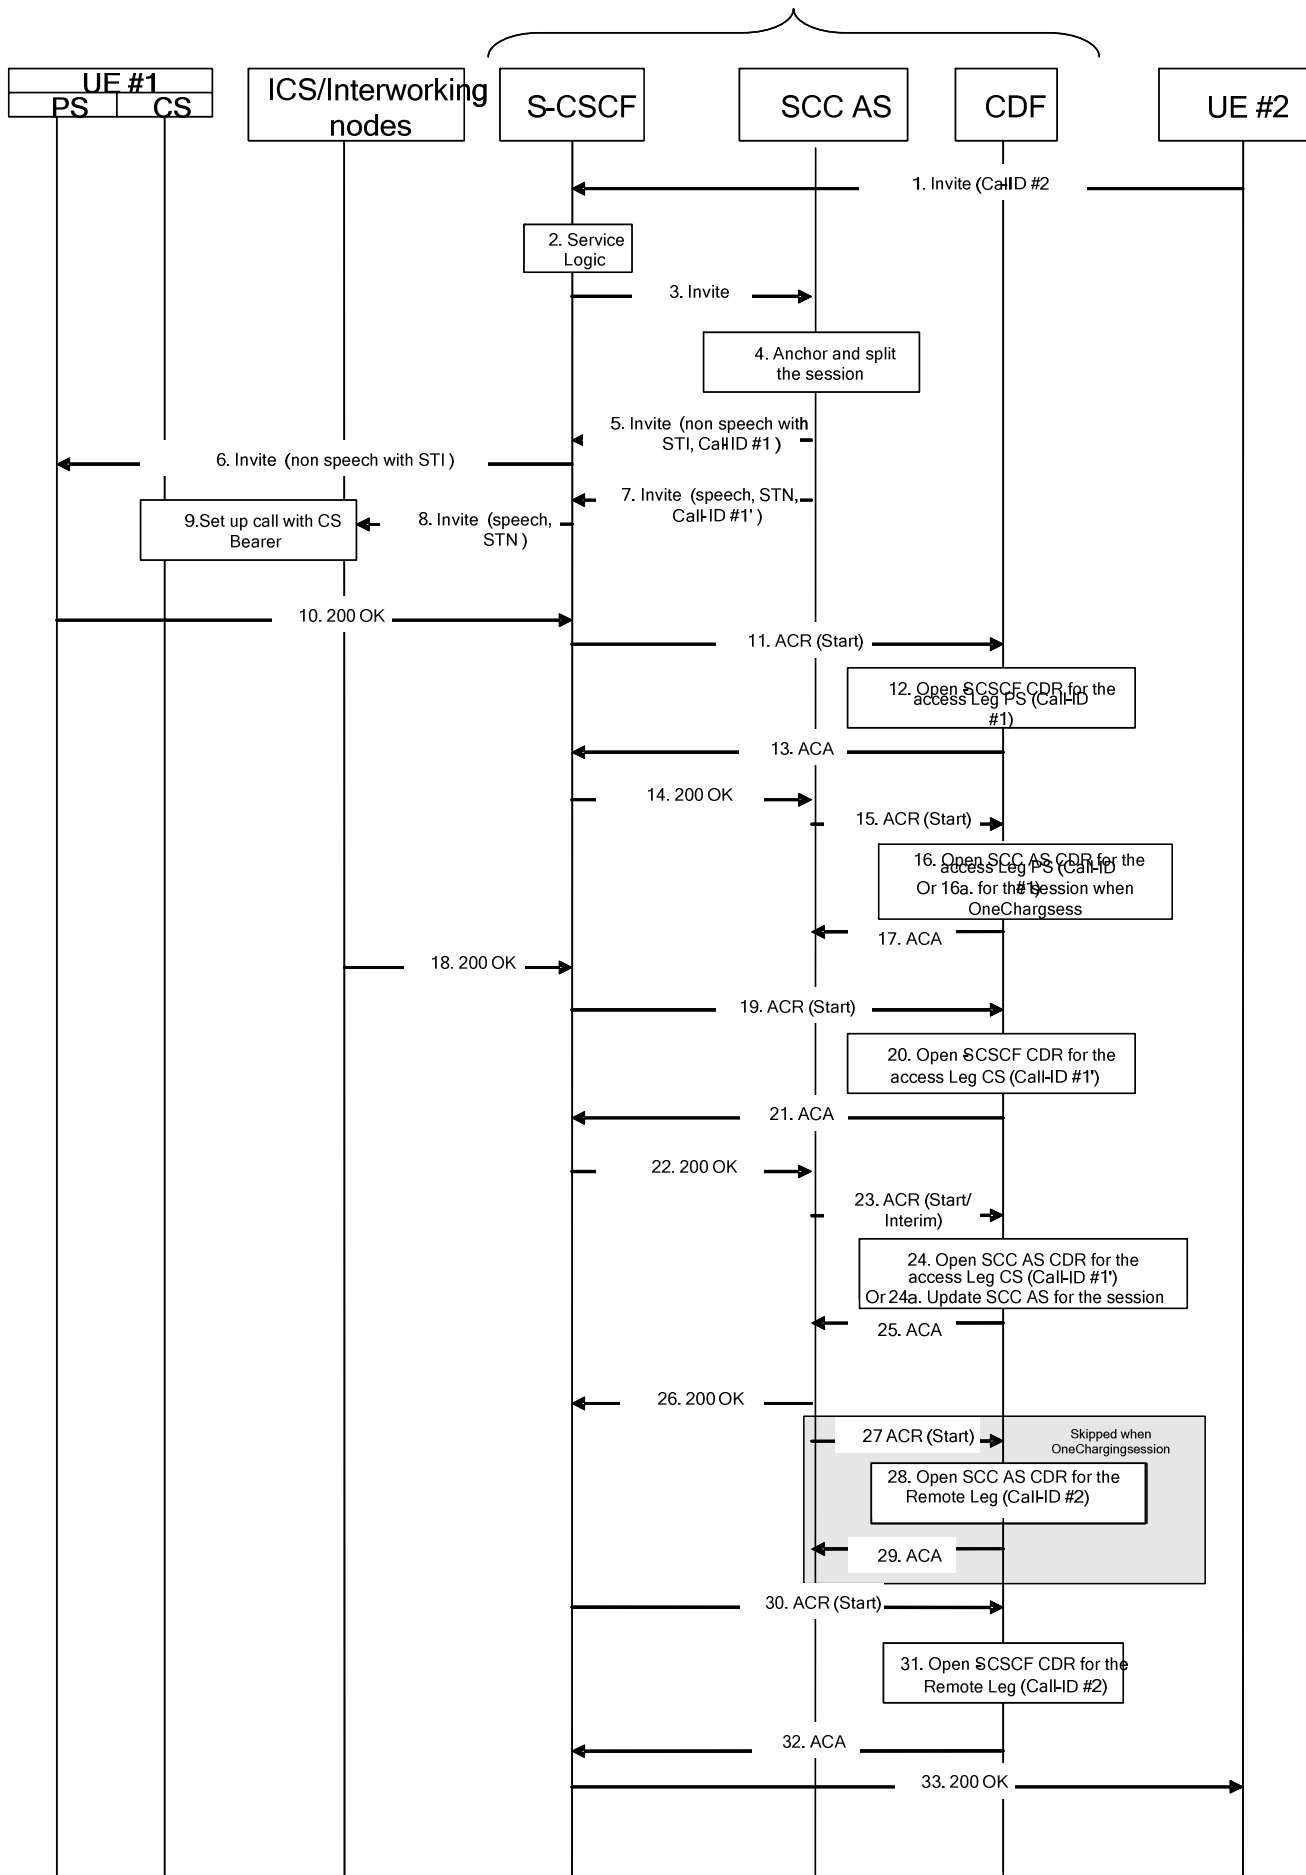 UE #1
PS CS
ICS/Interworking
nodes
S-CSCF
SCC AS
CDF
UE #2
1. Invite (Call-ID #2
2. Service
Logic
3. Invite
4. Anchor and split
the session
5. Invite (non speech with
STI, Call-ID #1 )
6. Invite (non speech with STI )
7. Invite (speech, STN,
Call-ID #1' )
8. Invite (speech,
STN )
9.Set up call with CS
Bearer
10. 200 OK
11. ACR (Start)
12. Open S-CSCF CDR for the
access Leg PS (Call-ID
#1)
13. ACA
14. 200 OK
15. ACR (Start)
16. Open SCC AS CDR for the
access Leg PS (Call-ID
#1)
Or 16a. for the session when
OneChargsess
17. ACA
18. 200 OK
19. ACR (Start)
20. Open S-CSCF CDR for the
access Leg CS (Call-ID #1')
21. ACA
22. 200 OK
23. ACR (Start/
Interim)
24. Open SCC AS CDR for the
access Leg CS (Call-ID #1')
Or 24a. Update SCC AS for the session
25. ACA
26. 200 OK
27 ACR (Start)
Skipped when
OneChargingsession
28. Open SCC AS CDR for the
Remote Leg (Call-ID #2)
29. ACA
30. ACR (Start)
31. Open S-CSCF CDR for the
Remote Leg (Call-ID #2)
32. ACA
33. 200 OK